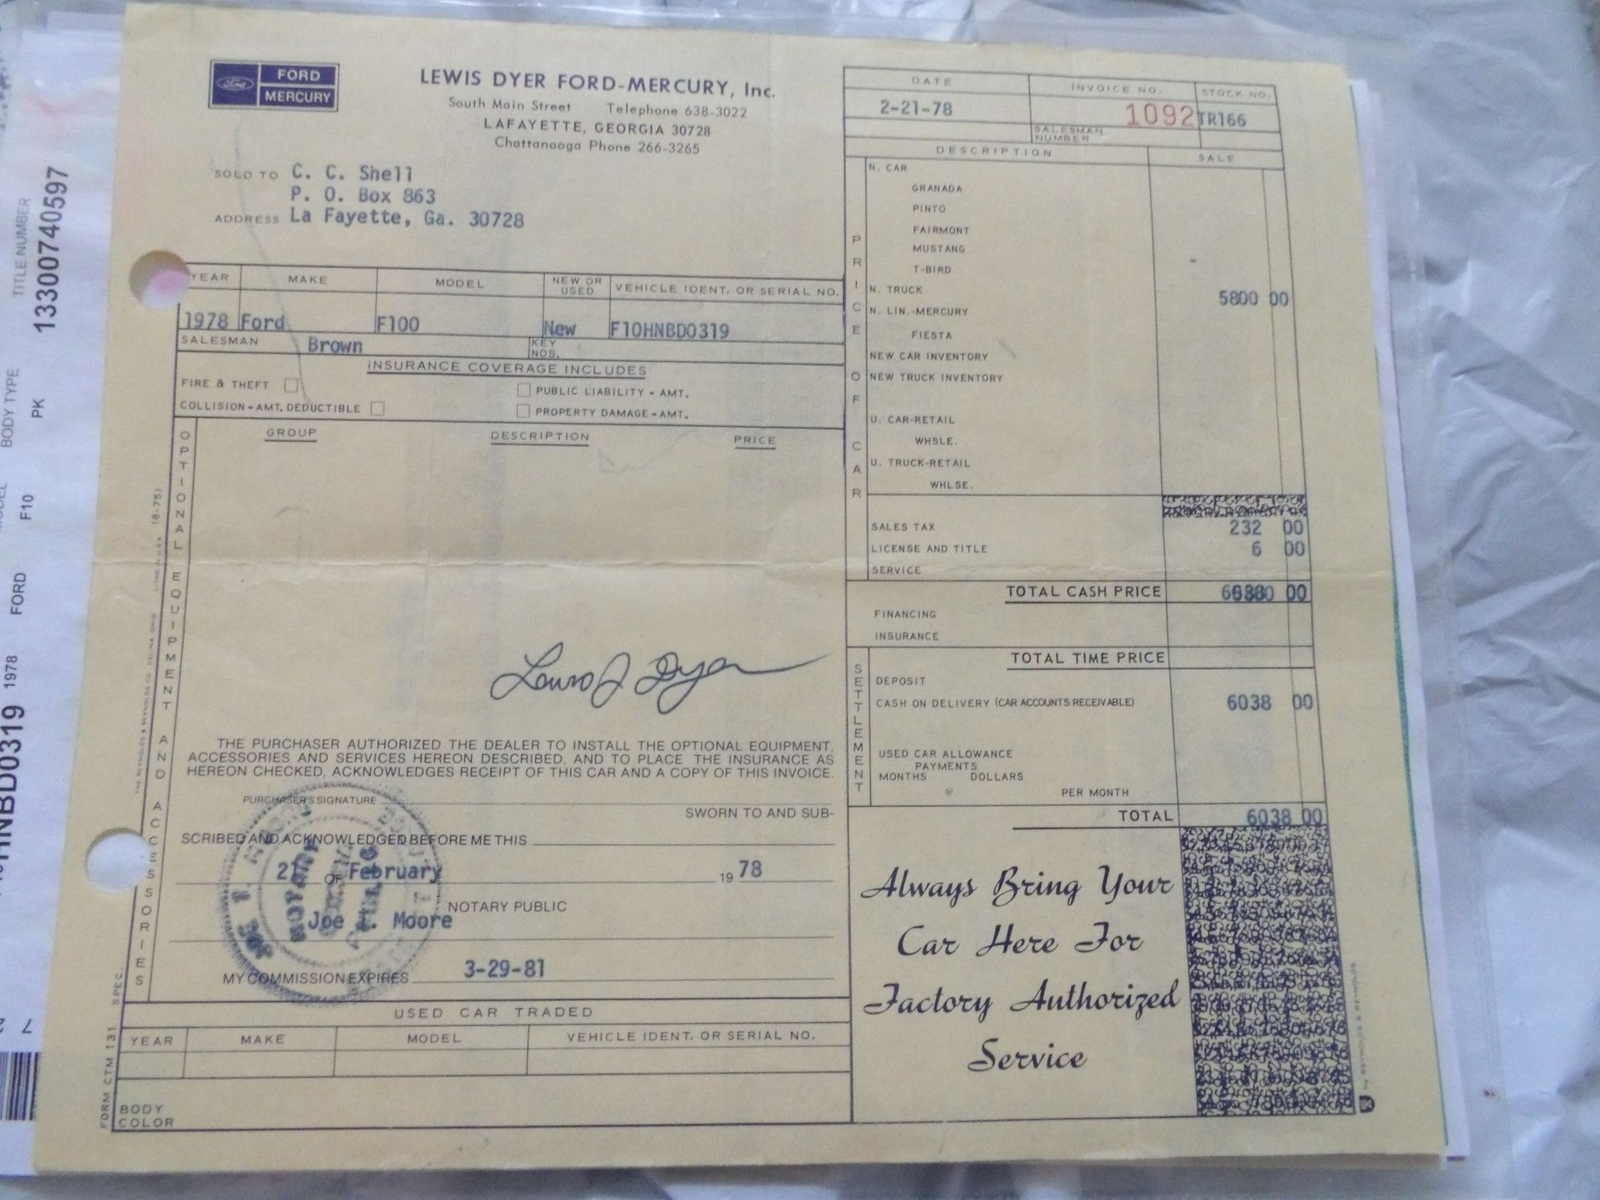 Ford
FORD
MERCURY
LEWIS DYER FORD-MERCURY, Inc.
South Main Street Telephone 638-3022
LAFAYETTE, GEORGIA 30728
Chattanooga Phone 266-3265
SOLD TO C. C. Shell
P. O. Box 863
ADDRESS La Fayette, Ga. 30728
DATE INVOICE NO. STOCK NO.
2-21-78 1092 TR166
SALESMAN
NUMBER
YEAR MAKE MODEL NEW OR USED VEHICLE IDENT. OR SERIAL NO.
1978 Ford F100 New F10HNBD0319
SALESMAN Brown KEY NOS.
INSURANCE COVERAGE INCLUDES
FIRE & THEFT PUBLIC LIABILITY - AMT.
COLLISION - AMT. DEDUCTIBLE PROPERTY DAMAGE - AMT.
OPTIONAL EQUIPMENT AND ACCESSORIES
GROUP DESCRIPTION PRICE
THE PURCHASER AUTHORIZED THE DEALER TO INSTALL THE OPTIONAL EQUIPMENT,
ACCESSORIES AND SERVICES HEREON DESCRIBED, AND TO PLACE THE INSURANCE AS
HEREON CHECKED, ACKNOWLEDGES RECEIPT OF THIS CAR AND A COPY OF THIS INVOICE.
PURCHASER'S SIGNATURE
SWORN TO AND SUB-
SCRIBED AND ACKNOWLEDGED BEFORE ME THIS
21 OF February 1978
NOTARY PUBLIC
Joe Moore
MY COMMISSION EXPIRES 3-29-81
USED CAR TRADED
YEAR MAKE MODEL VEHICLE IDENT. OR SERIAL NO.
BODY
COLOR
FORM CTM 131 SPEC.
DESCRIPTION SALE
PRICE OF CAR
N. CAR
GRANADA
PINTO
FAIRMONT
MUSTANG
T-BIRD
N. TRUCK 5800 00
N. LIN.-MERCURY
FIESTA
NEW CAR INVENTORY
NEW TRUCK INVENTORY
U. CAR-RETAIL
WHSLE.
U. TRUCK-RETAIL
WHLSE.
SALES TAX 232 00
LICENSE AND TITLE 6 00
SERVICE
TOTAL CASH PRICE 00
FINANCING
INSURANCE
TOTAL TIME PRICE
SETTLEMENT
DEPOSIT
CASH ON DELIVERY (CAR ACCOUNTS RECEIVABLE) 6038 00
USED CAR ALLOWANCE
PAYMENTS
MONTHS @ DOLLARS
PER MONTH
TOTAL 6038 00
Always Bring Your
Car Here For
Factory Authorized
Service
TITLE NUMBER
13300740597
BODY TYPE
PK
F10
FORD
1978
HNBD0319